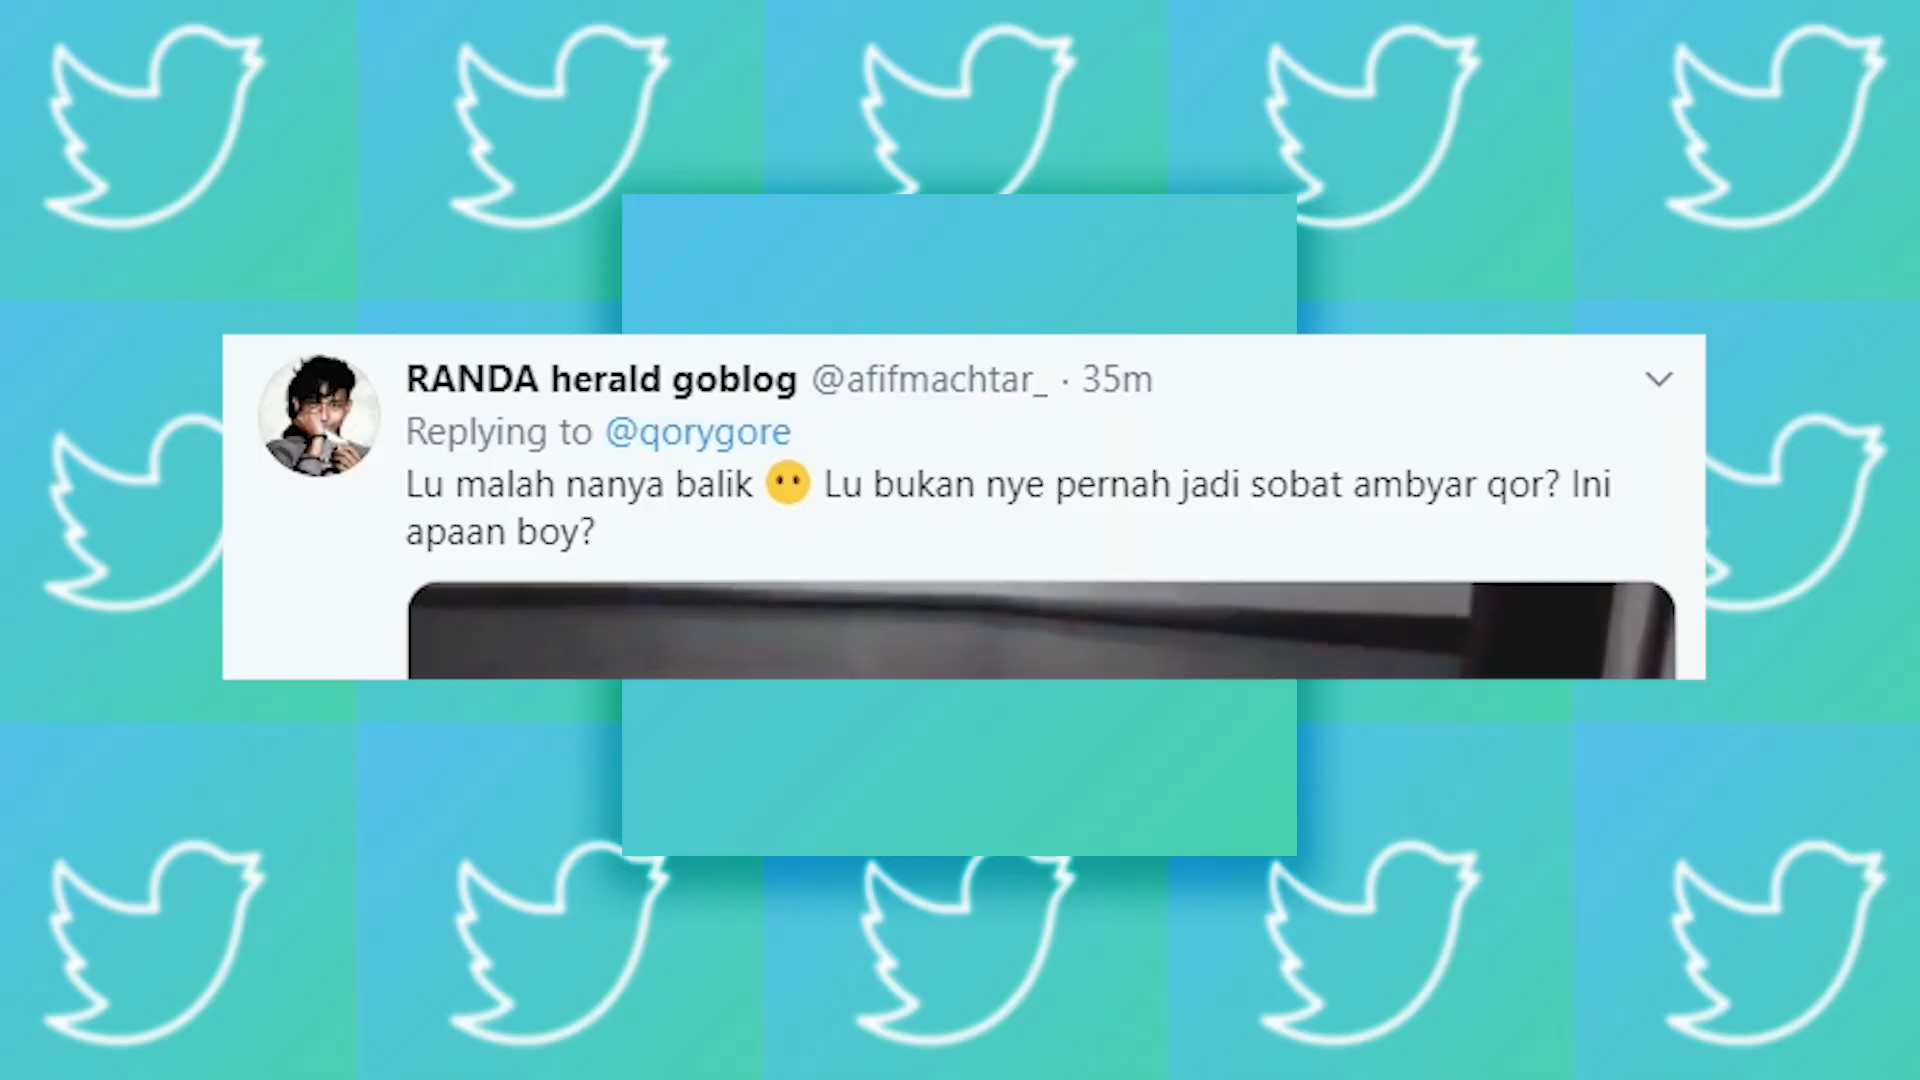 RANDA herald goblog @afifmachtar_ · 35m
Replying to @qorygore
Lu malah nanya balik 😶 Lu bukan nye pernah jadi sobat ambyar qor? Ini
apaan boy?